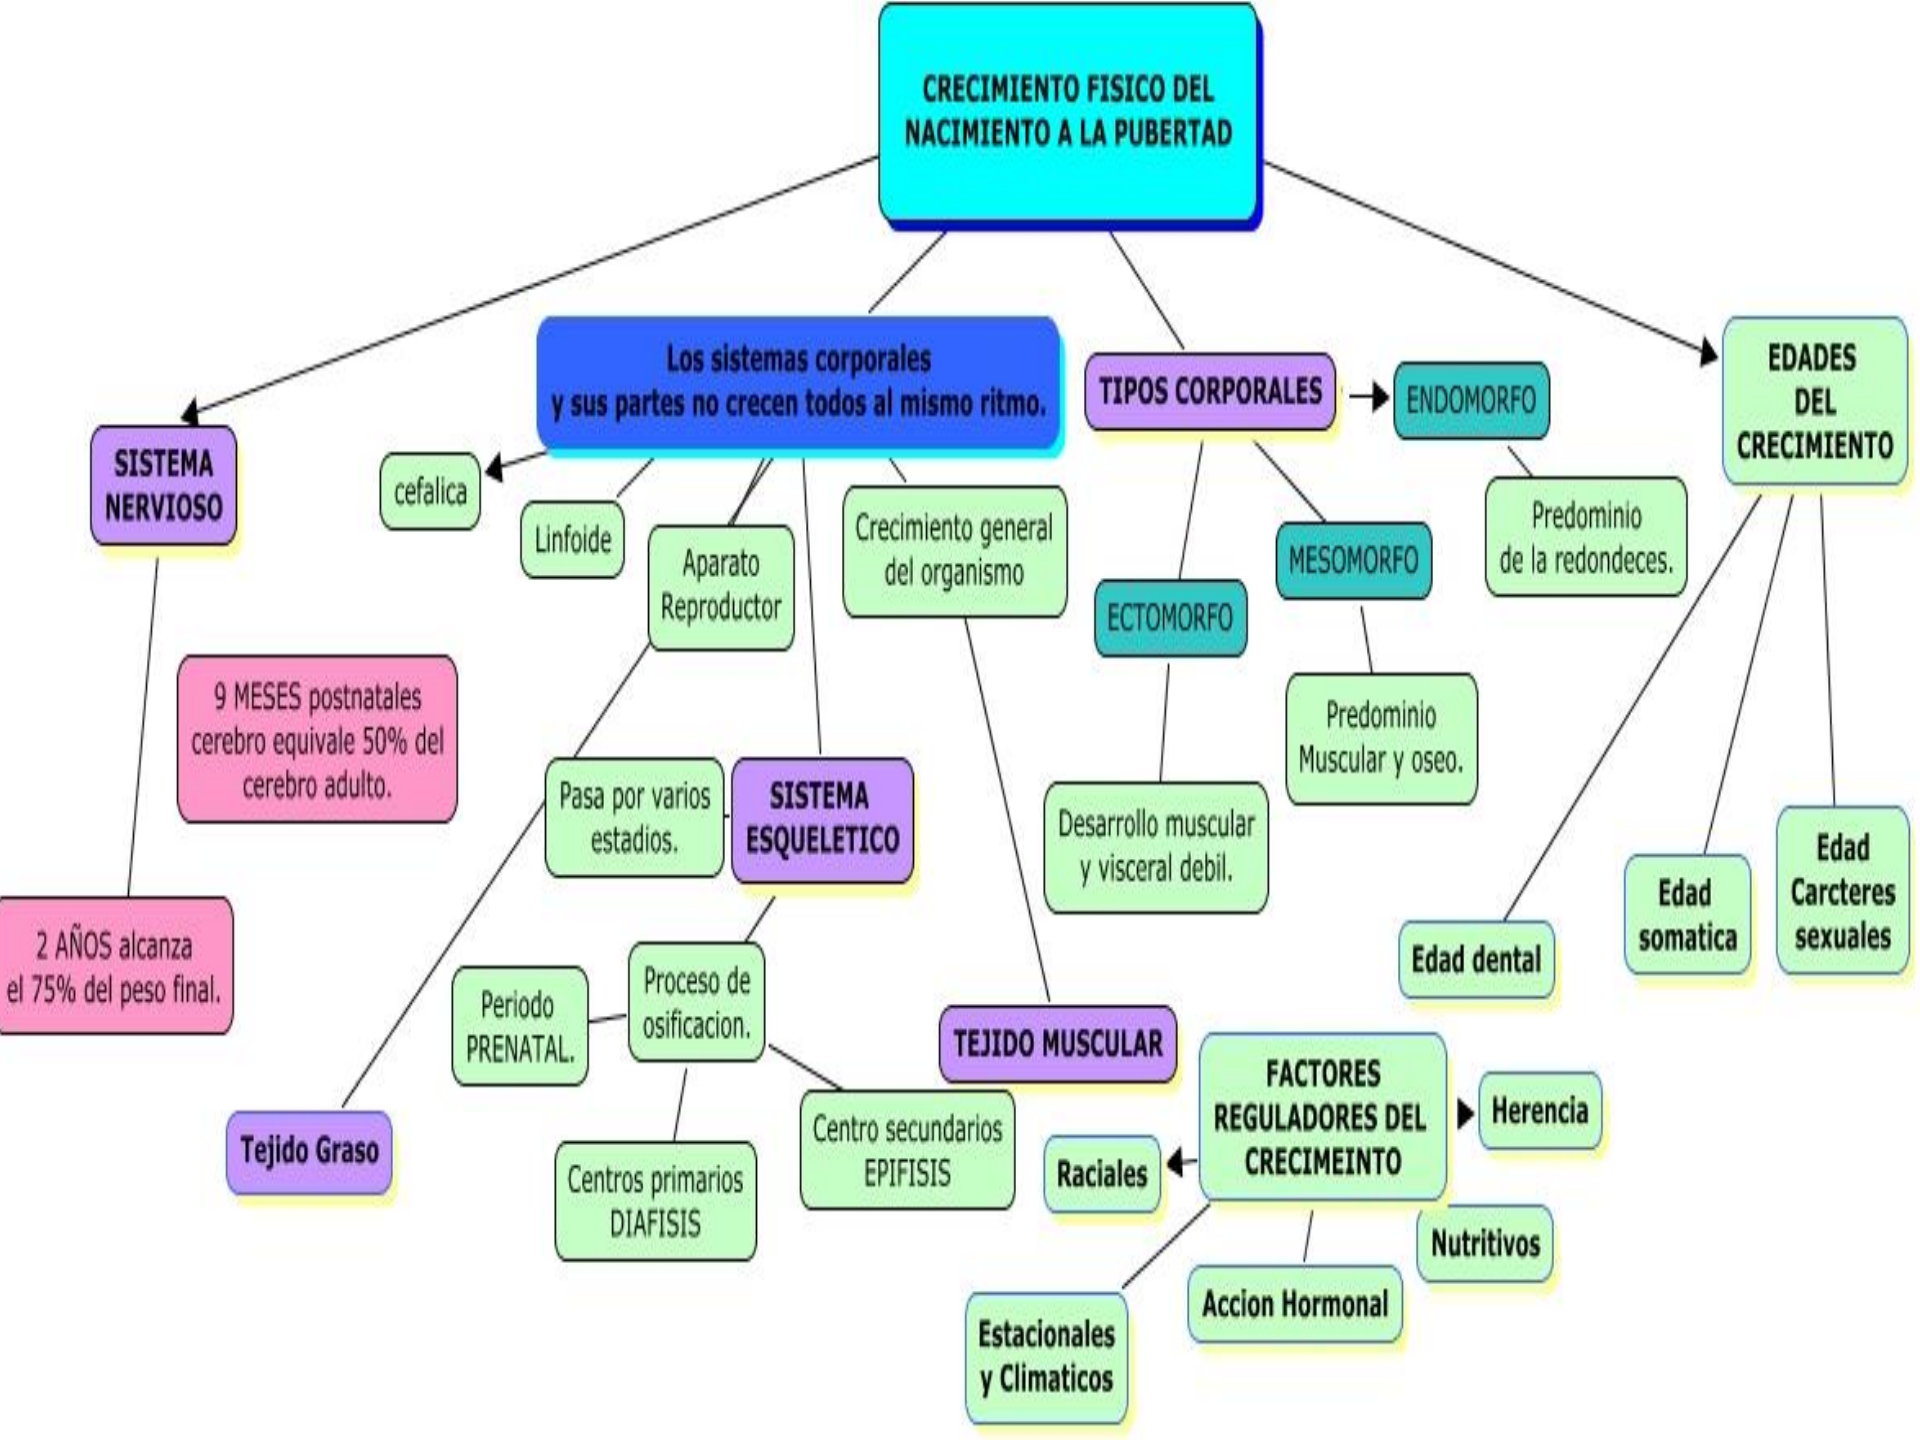 CRECIMIENTO FISICO DEL
NACIMIENTO A LA PUBERTAD
SISTEMA
NERVIOSO
9 MESES postnatales
cerebro equivale 50% del
cerebro adulto.
2 AÑOS alcanza
el 75% del peso final.
Los sistemas corporales
y sus partes no crecen todos al mismo ritmo.
cefalica
Linfoide
Aparato
Reproductor
Crecimiento general
del organismo
Pasa por varios
estadios.
SISTEMA
ESQUELETICO
Periodo
PRENATAL.
Proceso de
osificacion.
Centros primarios
DIAFISIS
Centro secundarios
EPIFISIS
Tejido Graso
TEJIDO MUSCULAR
TIPOS CORPORALES
ENDOMORFO
Predominio
de la redondeces.
MESOMORFO
Predominio
Muscular y oseo.
ECTOMORFO
Desarrollo muscular
y visceral debil.
EDADES
DEL
CRECIMIENTO
Edad dental
Edad
somatica
Edad
Carcteres
sexuales
FACTORES
REGULADORES DEL
CRECIMEINTO
Herencia
Raciales
Nutritivos
Accion Hormonal
Estacionales
y Climaticos